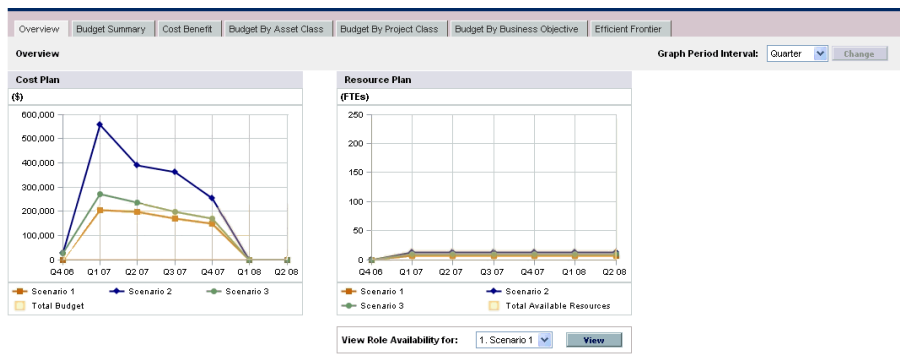 Overview Budget Summary Cost Benefit Budget By Asset Class Budget By Project Class Budget By Business Objective Efficient Frontier
Overview Graph Period Interval: Quarter Change
Cost Plan
($)
600,000
500,000
400,000
300,000
200,000
100,000
0
Q4 06 Q1 07 Q2 07 Q3 07 Q4 07 Q1 08 Q2 08
Scenario 1 Scenario 2 Scenario 3
Total Budget
Resource Plan
(FTEs)
250
200
150
100
50
0
Q4 06 Q1 07 Q2 07 Q3 07 Q4 07 Q1 08 Q2 08
Scenario 1 Scenario 2
Scenario 3 Total Available Resources
View Role Availability for: 1. Scenario 1 View